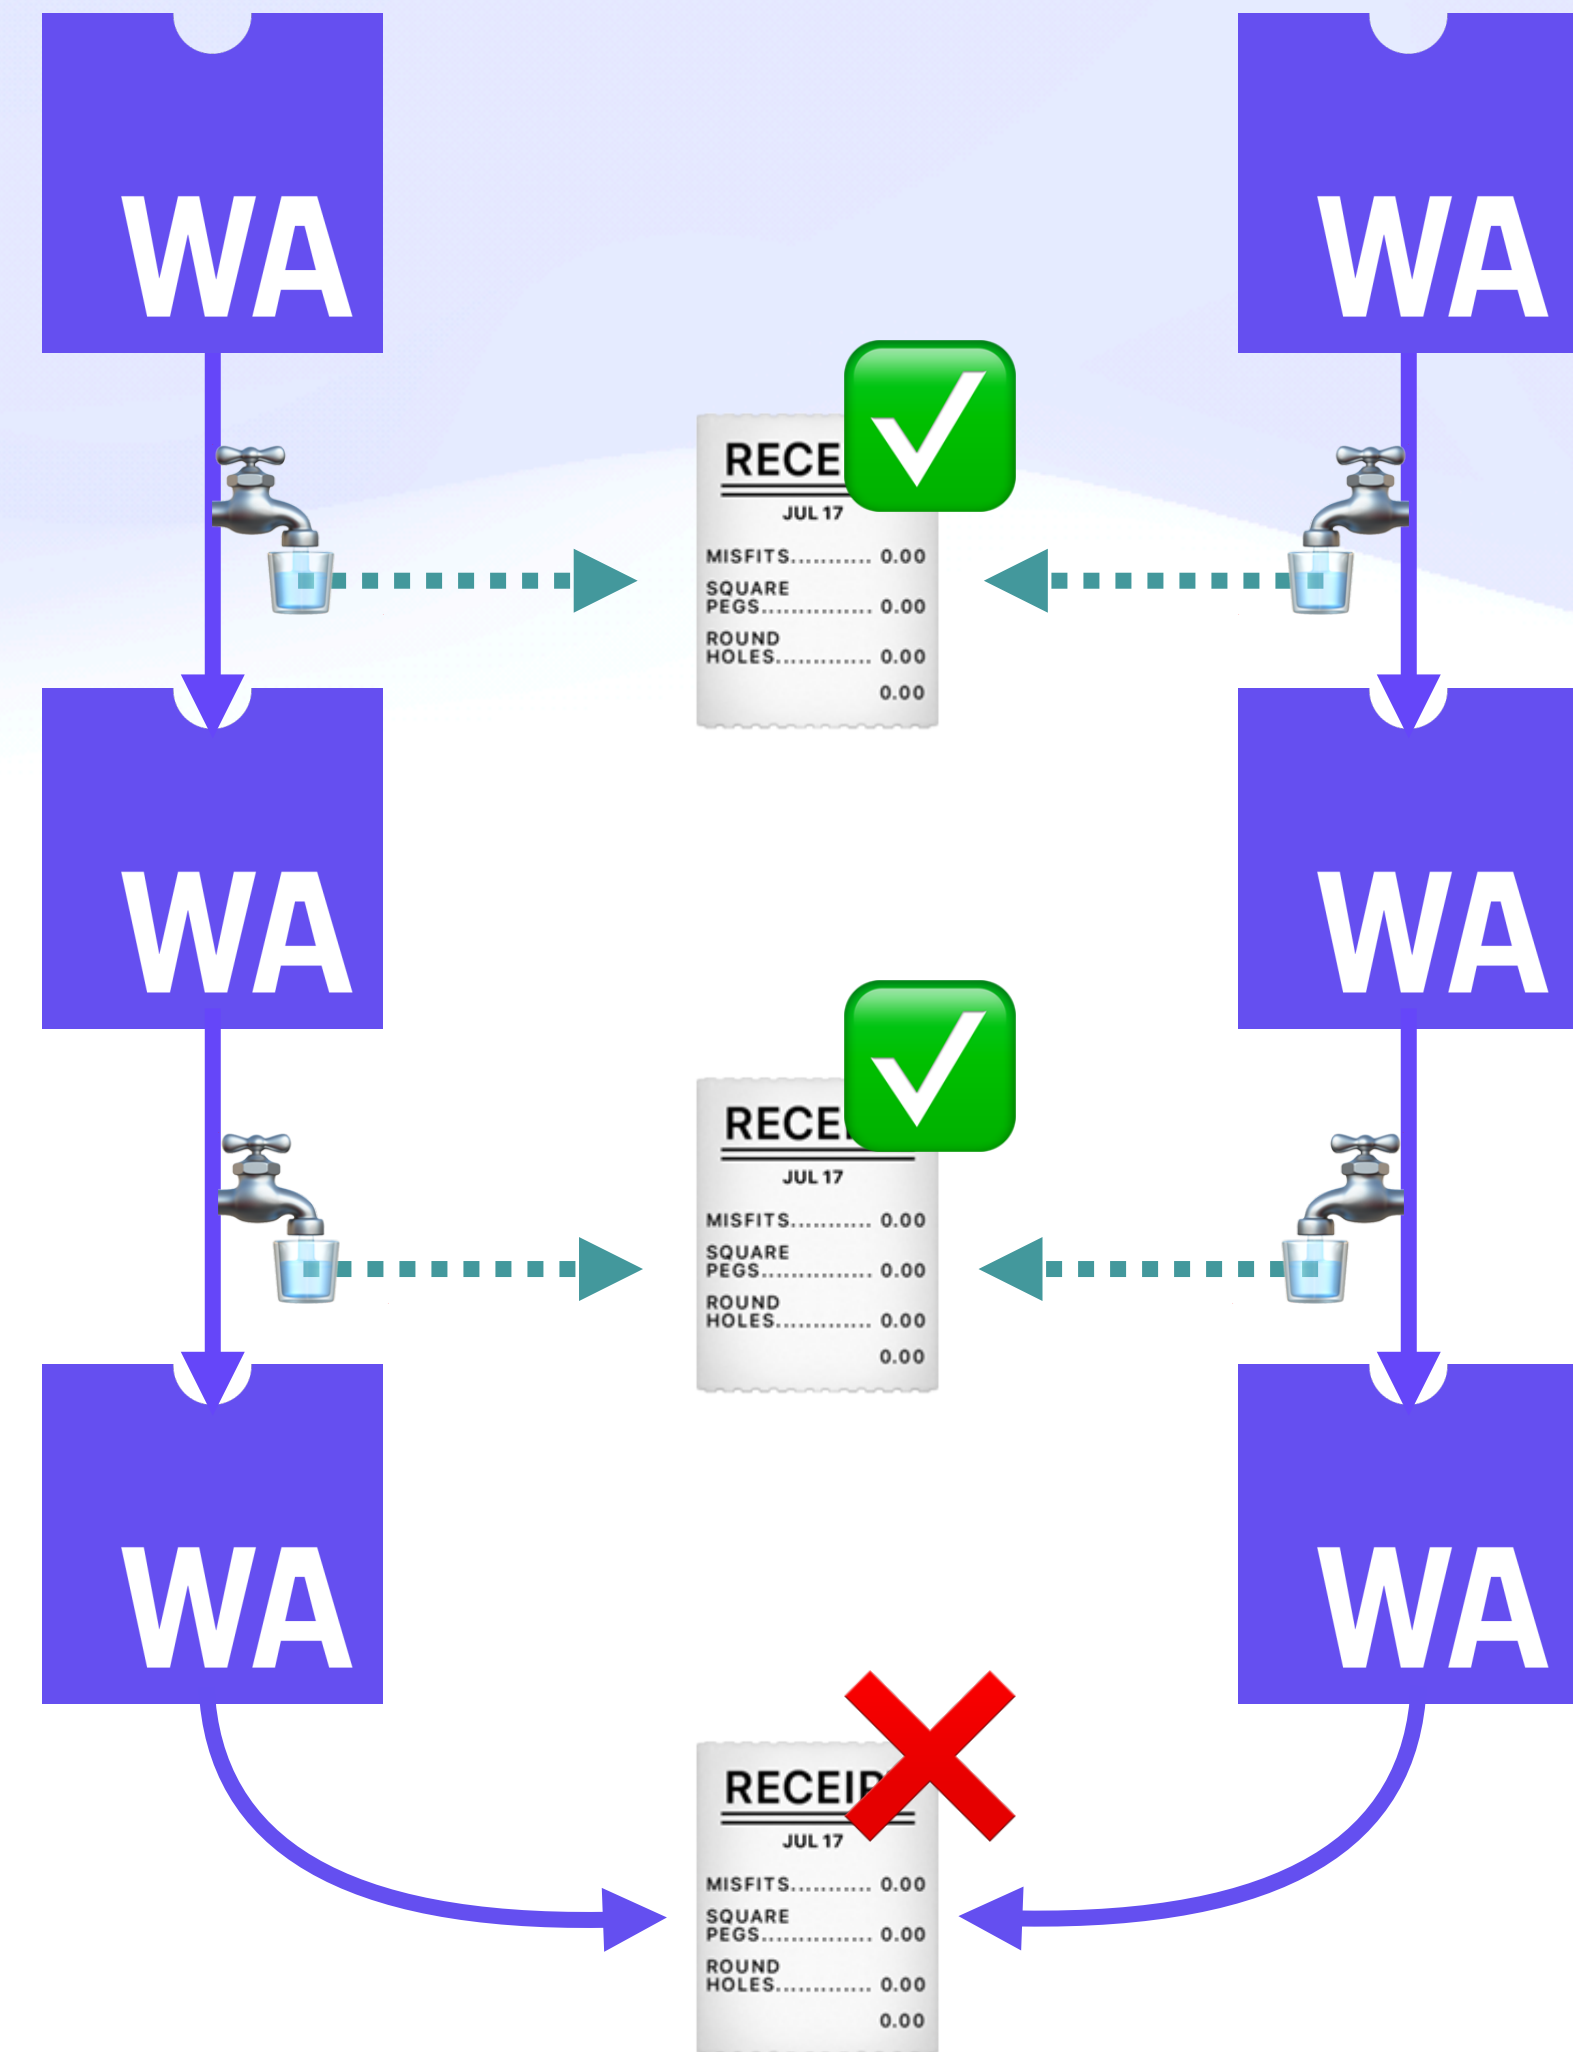 WA
WA
RECE
JUL 17
MISFITS........... 0.00
SQUARE
PEGS............... 0.00
ROUND
HOLES............. 0.00
0.00
WA
WA
RECE
JUL 17
MISFITS........... 0.00
SQUARE
PEGS............... 0.00
ROUND
HOLES............. 0.00
0.00
WA
WA
RECEIP
JUL 17
MISFITS........... 0.00
SQUARE
PEGS............... 0.00
ROUND
HOLES............. 0.00
0.00